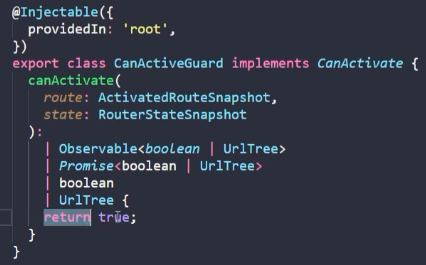 @Injectable({
  providedIn: 'root',
})
export class CanActiveGuard implements CanActivate {
  canActivate(
    route: ActivatedRouteSnapshot,
    state: RouterStateSnapshot
  ):
    | Observable<boolean | UrlTree>
    | Promise<boolean | UrlTree>
    | boolean
    | UrlTree {
    return true;
  }
}